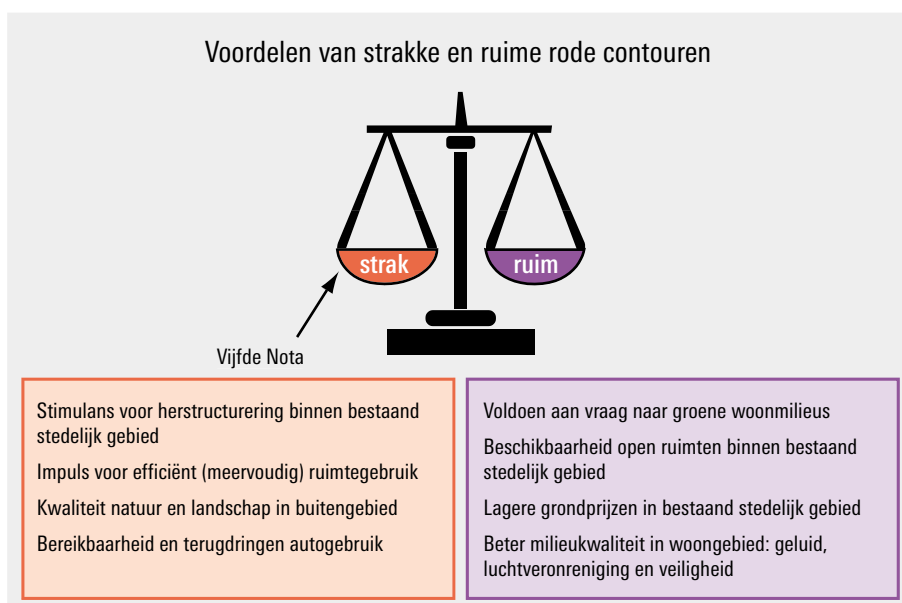 Voordelen van strakke en ruime rode contouren
strak
ruim
Vijfde Nota
Stimulans voor herstructurering binnen bestaand
stedelijk gebied
Impuls voor efficiënt (meervoudig) ruimtegebruik
Kwaliteit natuur en landschap in buitengebied
Bereikbaarheid en terugdringen autogebruik
Voldoen aan vraag naar groene woonmilieus
Beschikbaarheid open ruimten binnen bestaand
stedelijk gebied
Lagere grondprijzen in bestaand stedelijk gebied
Beter milieukwaliteit in woongebied: geluid,
luchtveronreniging en veiligheid